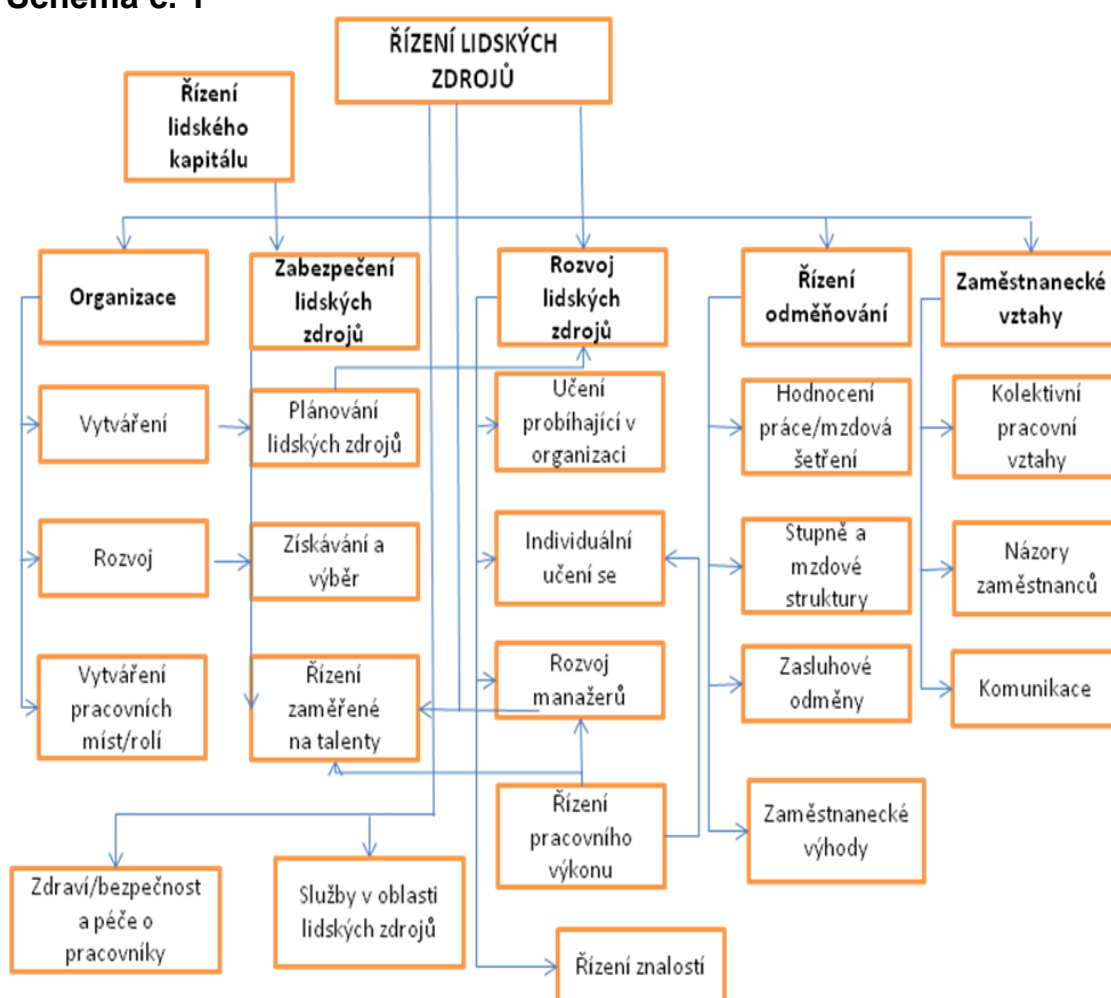 Schéma č. 1
ŘÍZENÍ LIDSKÝCH
ZDROJŮ
Řízení
lidského
kapitálu
Organizace
Zabezpečení
lidských
zdrojů
Rozvoj
lidských
zdrojů
Řízení
odměňování
Zaměstnanecké
vztahy
Vytváření
Plánování
lidských zdrojů
Učení
probíhající v
organizaci
Hodnocení
práce/mzdová
šetření
Kolektivní
pracovní
vztahy
Rozvoj
Získávání a
výběr
Individuální
učení se
Stupně a
mzdové
struktury
Názory
zaměstnanců
Vytváření
pracovních
míst/rolí
Řízení
zaměřené
na talenty
Rozvoj
manažerů
Zasluhové
odměny
Komunikace
Řízení
pracovního
výkonu
Zaměstnanecké
výhody
Zdraví/bezpečnost
a péče o
pracovníky
Služby v oblasti
lidských zdrojů
Řízení znalostí